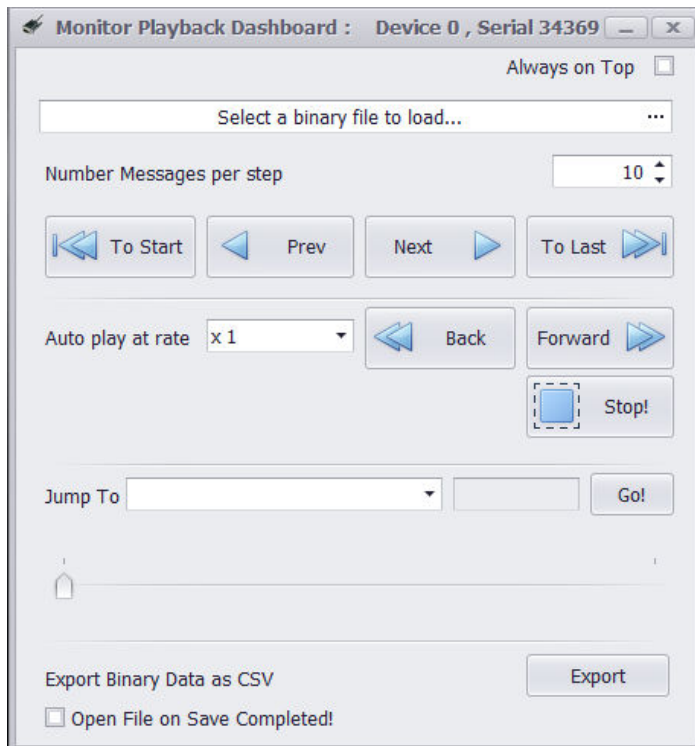 Monitor Playback Dashboard : Device 0 , Serial 34369
Always on Top
Select a binary file to load... ...
Number Messages per step 10
To Start Prev Next To Last
Auto play at rate x 1 Back Forward
Stop!
Jump To Go!
Export Binary Data as CSV Export
Open File on Save Completed!